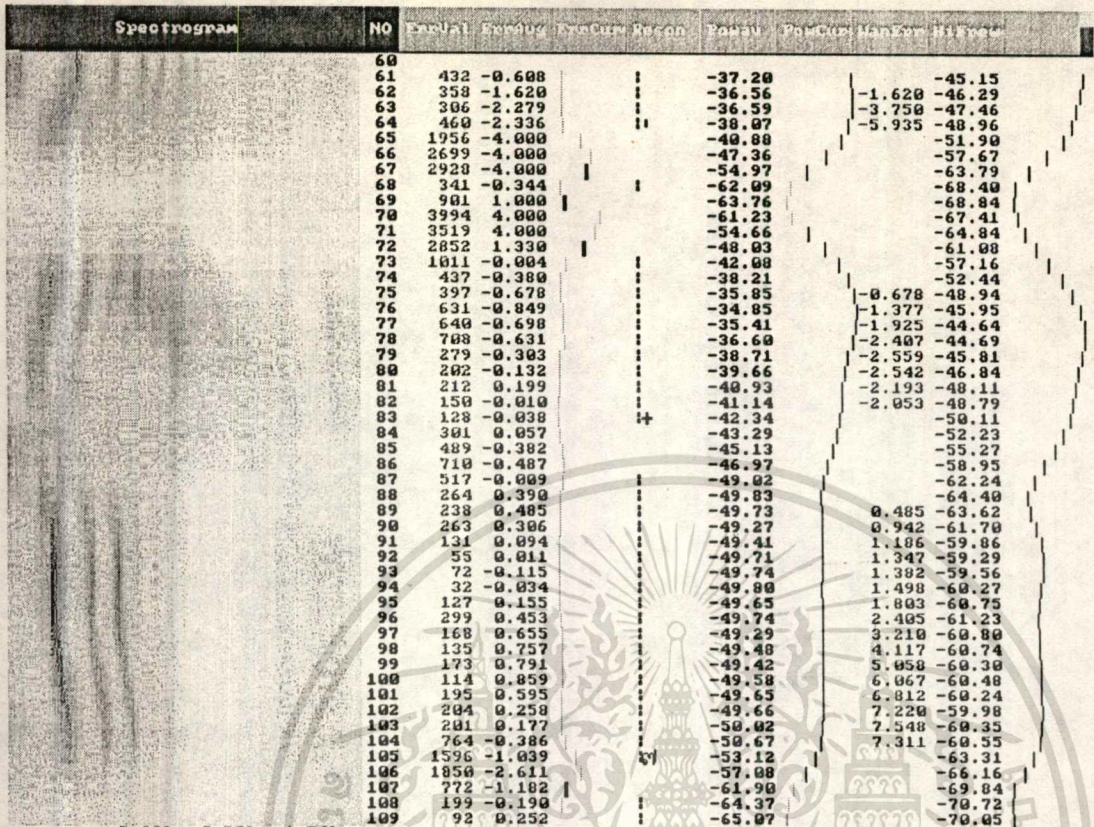 Spectrogram NO ErrVal ErrAvg ErrCurv Recon Powav PowCur WanErr HiFrew
60
61 432 -0.608 -37.20 -45.15
62 358 -1.620 -36.56 -1.620 -46.29
63 306 -2.279 -36.59 -3.750 -47.46
64 460 -2.336 -38.07 -5.935 -48.96
65 1956 -4.000 -40.88 -51.90
66 2699 -4.000 -47.36 -57.67
67 2928 -4.000 -54.97 -63.79
68 341 -0.344 -62.09 -68.40
69 901 1.000 -63.76 -68.84
70 3994 4.000 -61.23 -67.41
71 3519 4.000 -54.66 -64.84
72 2852 1.330 -48.03 -61.08
73 1011 -0.004 -42.08 -57.16
74 437 -0.380 -38.21 -52.44
75 397 -0.678 -35.85 -0.678 -48.94
76 631 -0.849 -34.85 -1.377 -45.95
77 640 -0.698 -35.41 -1.925 -44.64
78 708 -0.631 -36.60 -2.407 -44.69
79 279 -0.303 -38.71 -2.559 -45.81
80 202 -0.132 -39.66 -2.542 -46.84
81 212 0.199 -40.93 -2.193 -48.11
82 150 -0.010 -41.14 -2.053 -48.79
83 128 -0.038 + -42.34 -50.11
84 301 0.057 -43.29 -52.23
85 489 -0.382 -45.13 -55.27
86 710 -0.487 -46.97 -58.95
87 517 -0.009 -49.02 -62.24
88 264 0.390 -49.83 -64.40
89 238 0.485 -49.73 0.485 -63.62
90 263 0.306 -49.27 0.942 -61.70
91 131 0.094 -49.41 1.186 -59.86
92 55 0.011 -49.71 1.347 -59.29
93 72 -0.115 -49.74 1.382 -59.56
94 32 -0.034 -49.80 1.498 -60.27
95 127 0.155 -49.65 1.803 -60.75
96 299 0.453 -49.74 2.405 -61.23
97 168 0.655 -49.29 3.210 -60.80
98 135 0.757 -49.48 4.117 -60.74
99 173 0.791 -49.42 5.058 -60.30
100 114 0.859 -49.58 6.067 -60.48
101 195 0.595 -49.65 6.812 -60.24
102 204 0.258 -49.66 7.220 -59.98
103 201 0.177 -50.02 7.548 -60.35
104 764 -0.386 -50.67 7.311 -60.55
105 1596 -1.039 -53.12 -63.31
106 1850 -2.611 -57.08 -66.16
107 772 -1.182 -61.90 -69.84
108 199 -0.190 -64.37 -70.72
109 92 0.252 -65.07 -70.05